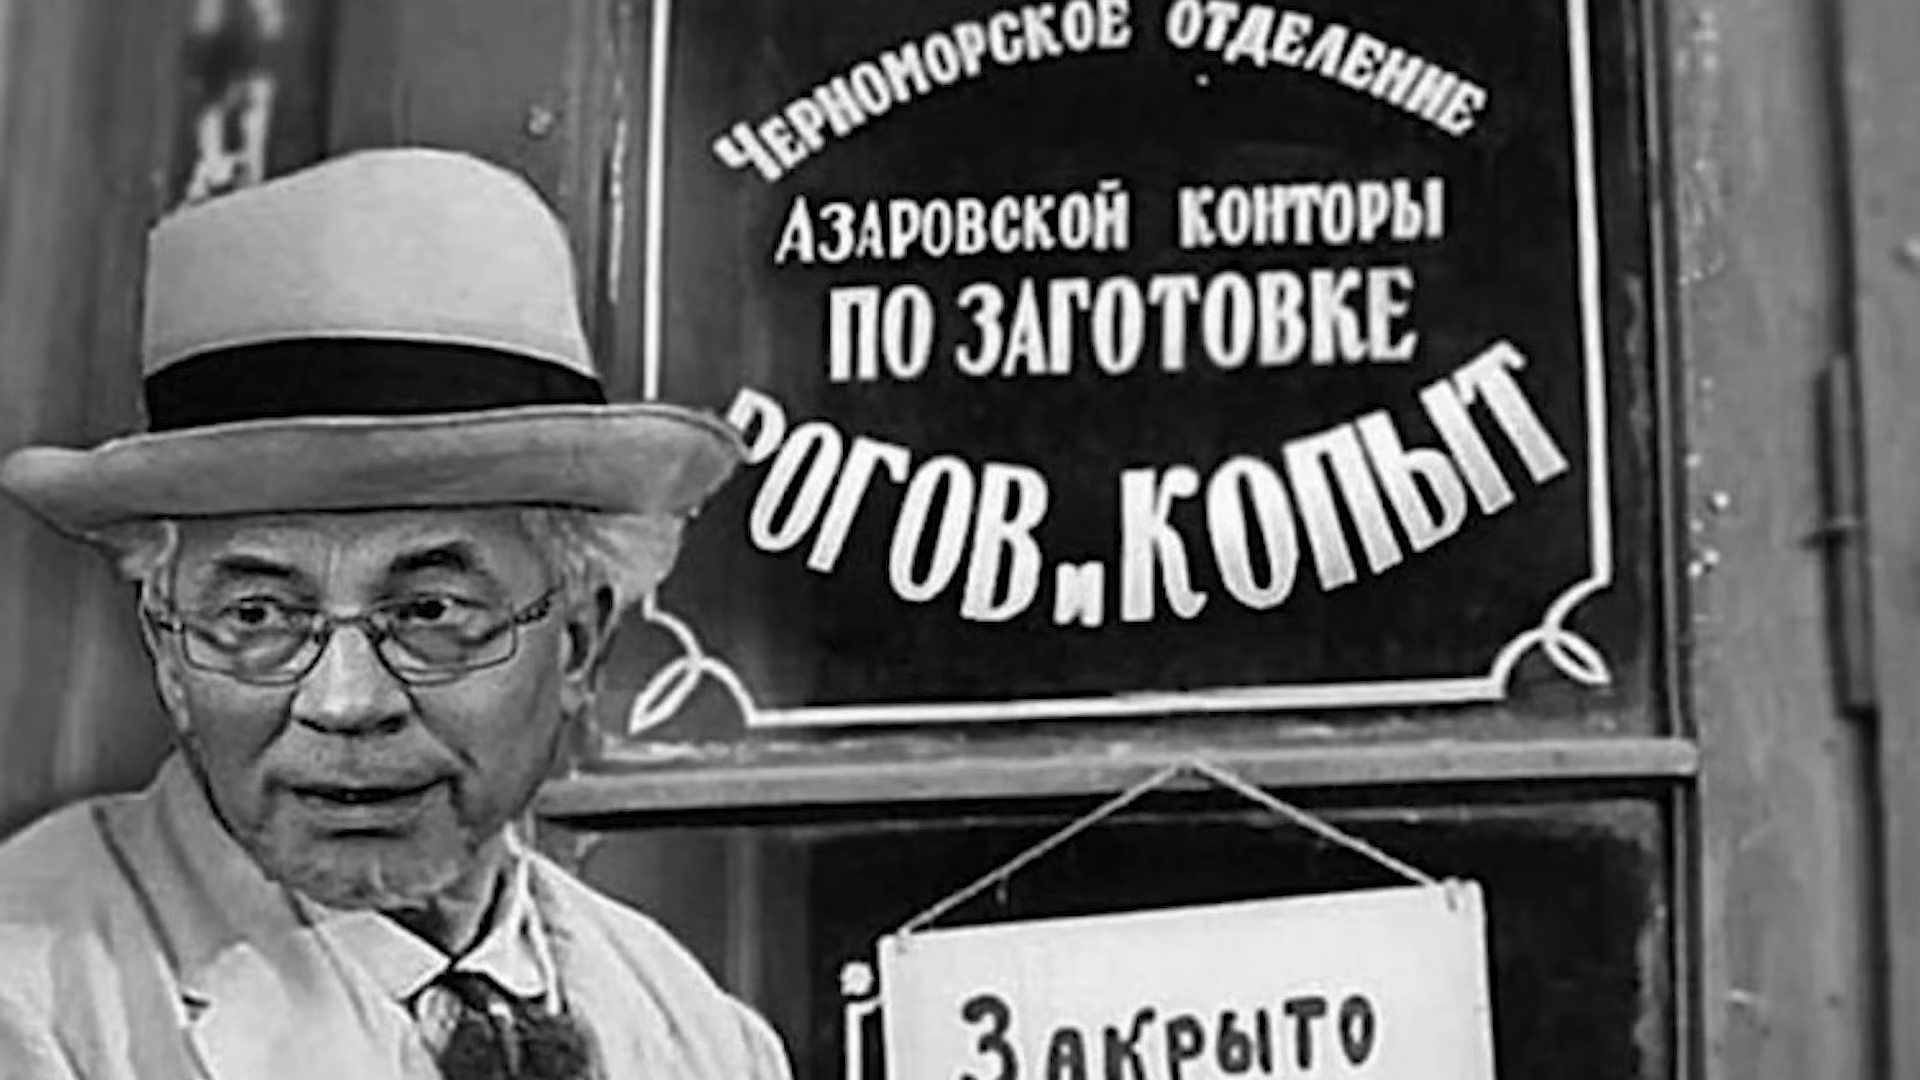 Черноморское отделение
Азаровской конторы
по заготовке
рогов и копыт
Закрыто